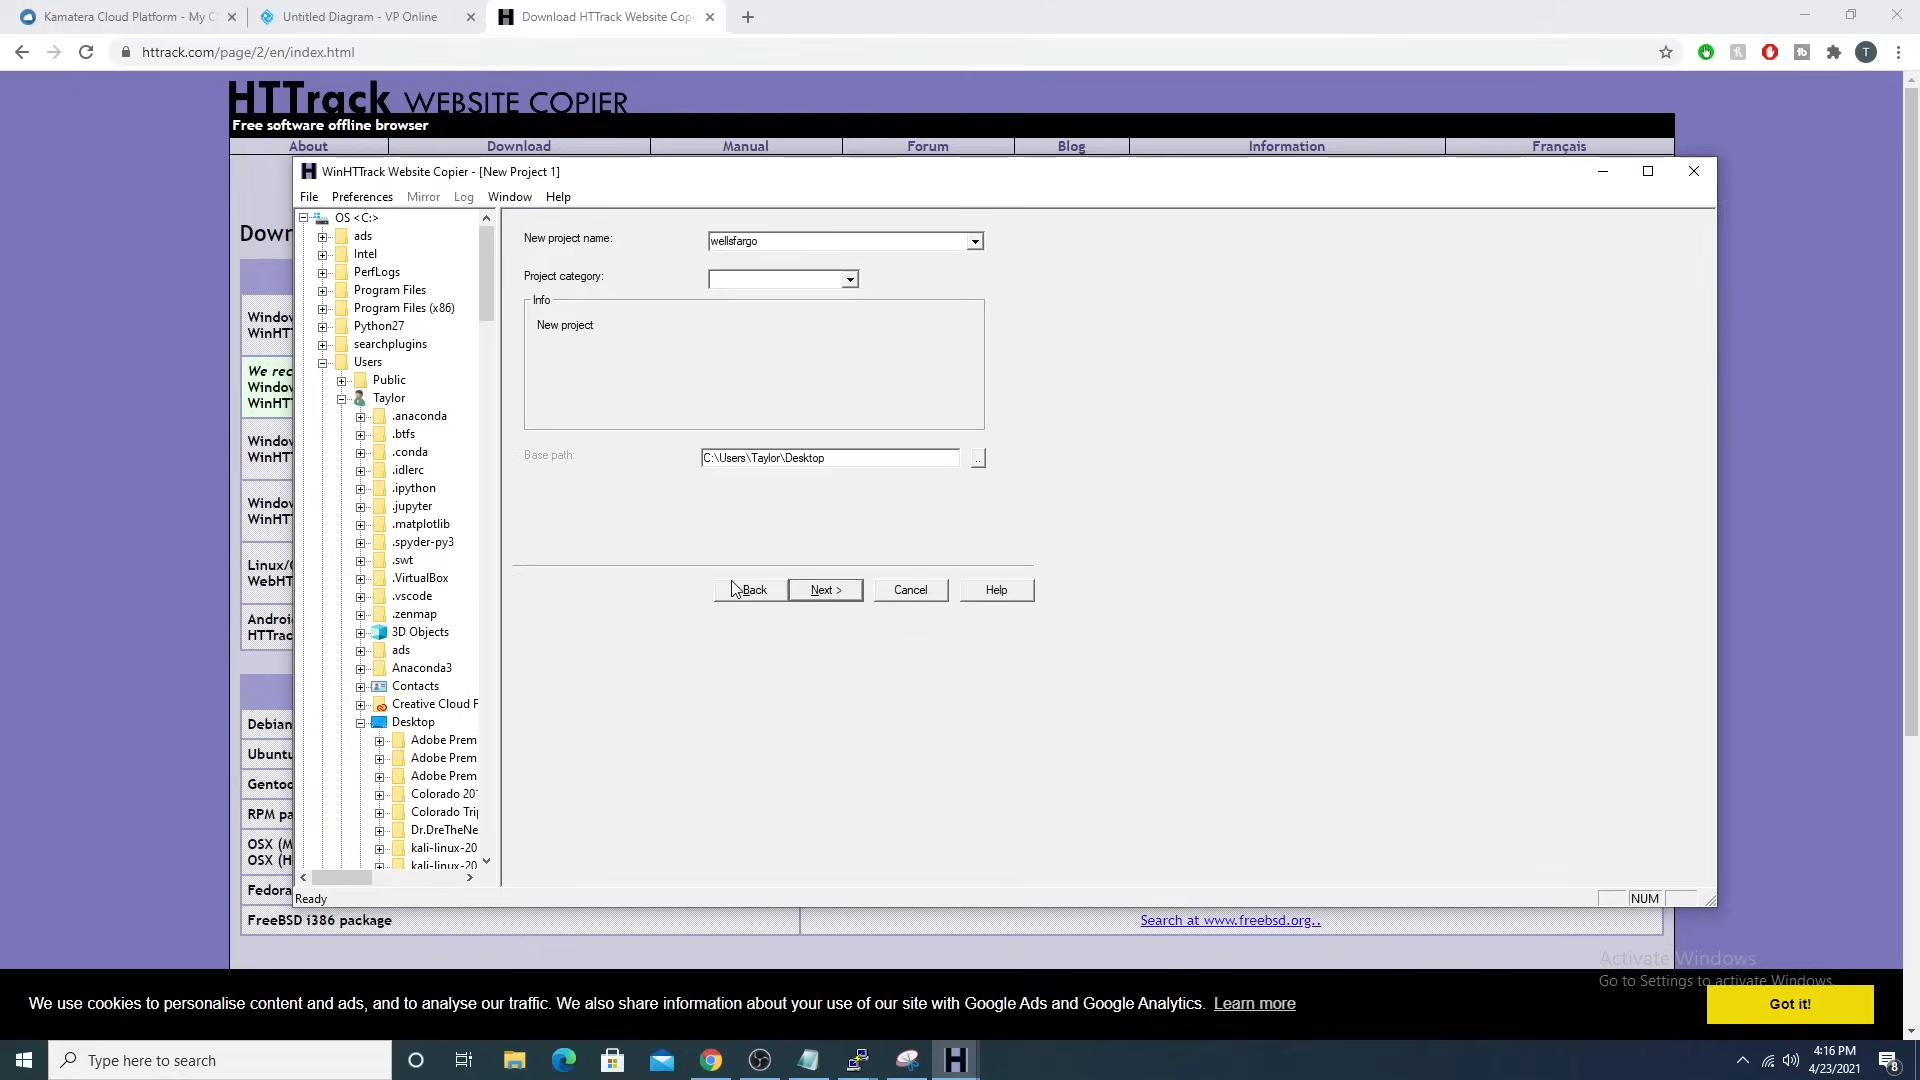 Kamatera Cloud Platform - My C
Untitled Diagram - VP Online
Download HTTrack Website Cop
httrack.com/page/2/en/index.html
T
HTTrack WEBSITE COPIER
Free software offline browser
About Download Manual Forum Blog Information Français
WinHTTrack Website Copier - [New Project 1]
File Preferences Mirror Log Window Help
OS <C:>
ads
Intel
PerfLogs
Program Files
Program Files (x86)
Python27
searchplugins
Users
Public
Taylor
.anaconda
.btfs
.conda
.idlerc
.ipython
.jupyter
.matplotlib
.spyder-py3
.swt
.VirtualBox
.vscode
.zenmap
3D Objects
ads
Anaconda3
Contacts
Creative Cloud F
Desktop
Adobe Prem
Adobe Prem
Adobe Prem
Colorado 20
Colorado Tri
Dr.DreTheNe
kali-linux-20
kali-linux-20
New project name:
wellsfargo
Project category:
Info
New project
Base path:
C:\Users\Taylor\Desktop
..
Back
Next >
Cancel
Help
Ready
NUM
Down
Window
WinHT
We rec
Window
WinHT
Window
WinHT
Window
WinHT
Linux/
WebHT
Androi
HTTrac
Debian
Ubuntu
Gentoo
RPM pa
OSX (M
OSX (H
Fedora
FreeBSD i386 package
Search at www.freebsd.org..
Activate Windows
Go to Settings to activate Windows.
We use cookies to personalise content and ads, and to analyse our traffic. We also share information about your use of our site with Google Ads and Google Analytics. Learn more
Got it!
Type here to search
4:16 PM
4/23/2021
8